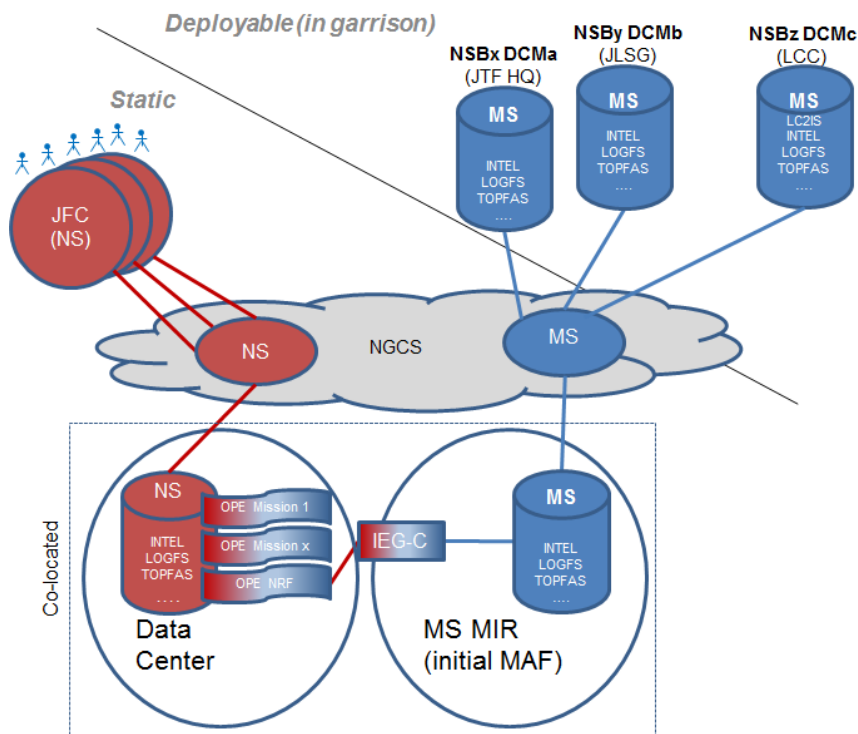 Deployable (in garrison)
Static
NSBx DCMa
(JTF HQ)
MS
INTEL
LOGFS
TOPFAS
....
NSBy DCMb
(JLSG)
MS
INTEL
LOGFS
TOPFAS
....
NSBz DCMc
(LCC)
MS
LC2IS
INTEL
LOGFS
TOPFAS
....
JFC
(NS)
NS
NGCS
MS
Co-located
NS
INTEL
LOGFS
TOPFAS
....
OPE Mission 1
OPE Mission x
OPE NRF
Data
Center
IEG-C
MS
INTEL
LOGFS
TOPFAS
....
MS MIR
(initial MAF)